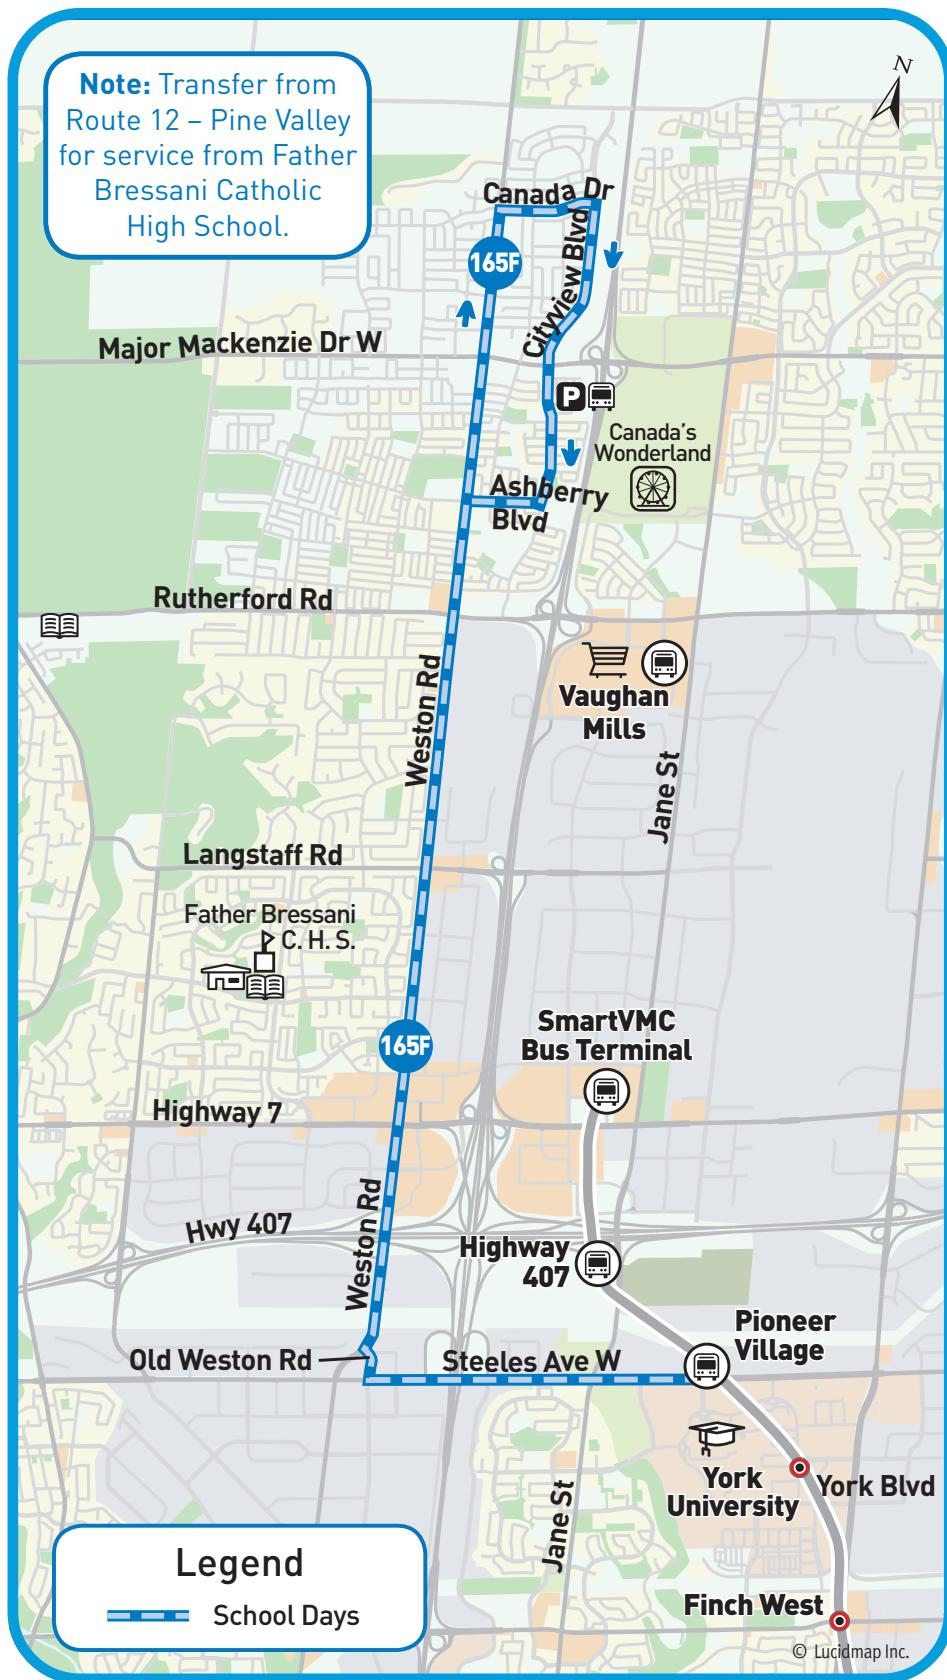 Note: Transfer from
Route 12 – Pine Valley
for service from Father
Bressani Catholic
High School.
N
Canada Dr
165F
Cityview Blvd
Major Mackenzie Dr W
P
Canada's
Wonderland
Ashberry
Blvd
Rutherford Rd
Weston Rd
Vaughan
Mills
Jane St
Langstaff Rd
Father Bressani
C. H. S.
SmartVMC
Bus Terminal
165F
Highway 7
Weston Rd
Hwy 407
Highway
407
Pioneer
Village
Old Weston Rd
Steeles Ave W
York
University
York Blvd
Jane St
Legend
School Days
Finch West
© Lucidmap Inc.